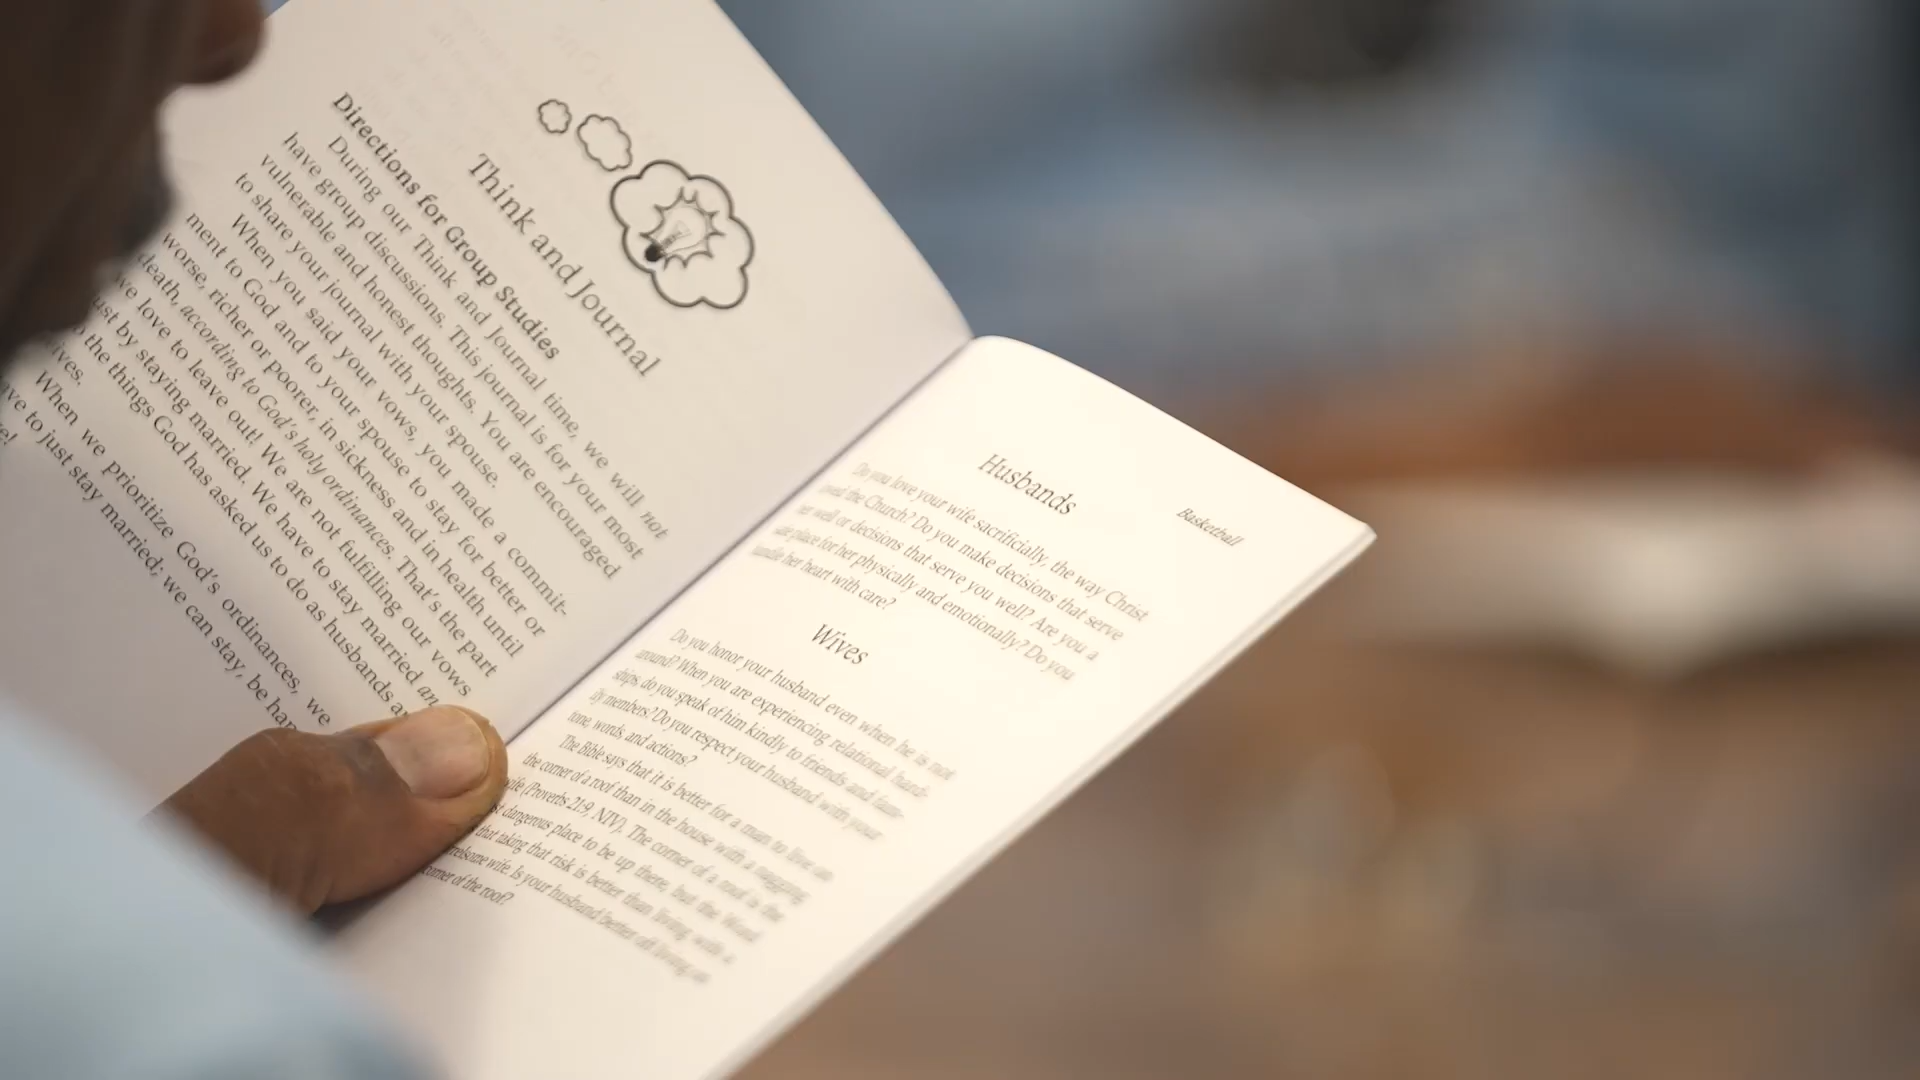 Think and Journal
Directions for Group Studies
During our Think and Journal time, we will not
have group discussions. This journal is for your most
vulnerable and honest thoughts. You are encouraged
to share your journal with your spouse.
When you said your vows, you made a commit-
ment to God and to your spouse to stay for better or
worse, richer or poorer, in sickness and in health until
death, according to God's holy ordinances. That's the part
we love to leave out! We are not fulfilling our vows
just by staying married. We have to stay married an
the things God has asked us to do as husbands a
wives.
When we prioritize God's ordinances, we
ve to just stay married; we can stay, be hap
Basketball
Husbands
Do you love your wife sacrificially, the way Christ
loved the Church? Do you make decisions that serve
her well or decisions that serve you well? Are you a
safe place for her physically and emotionally? Do you
handle her heart with care?
Wives
Do you honor your husband even when he is not
around? When you are experiencing relational hard-
ships, do you speak of him kindly to friends and fam-
ily members? Do you respect your husband with your
tone, words, and actions?
The Bible says that it is better for a man to live on
the corner of a roof than in the house with a nagging
wife (Proverbs 21:9, NIV). The corner of a roof is the
st dangerous place to be up there, but the Word
that taking that risk is better than living with a
relsome wife. Is your husband better off living on
corner of the roof?